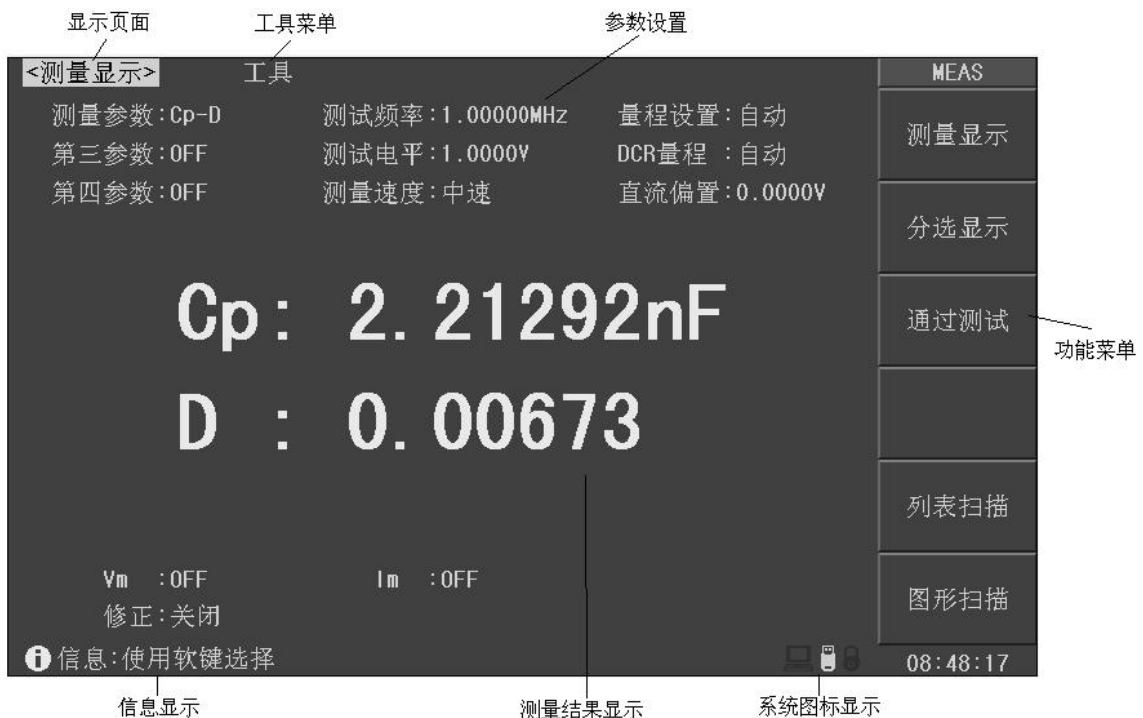 显示页面 工具菜单 参数设置
<测量显示> 工具 MEAS
测量参数:Cp-D 测试频率:1.00000MHz 量程设置:自动
第三参数:OFF 测试电平:1.0000V DCR量程 :自动
第四参数:OFF 测量速度:中速 直流偏置:0.0000V
测量显示
分选显示
Cp: 2.21292nF
通过测试
功能菜单
D : 0.00673
列表扫描
Vm :OFF Im :OFF
修正:关闭
图形扫描
信息:使用软键选择 08:48:17
信息显示 测量结果显示 系统图标显示